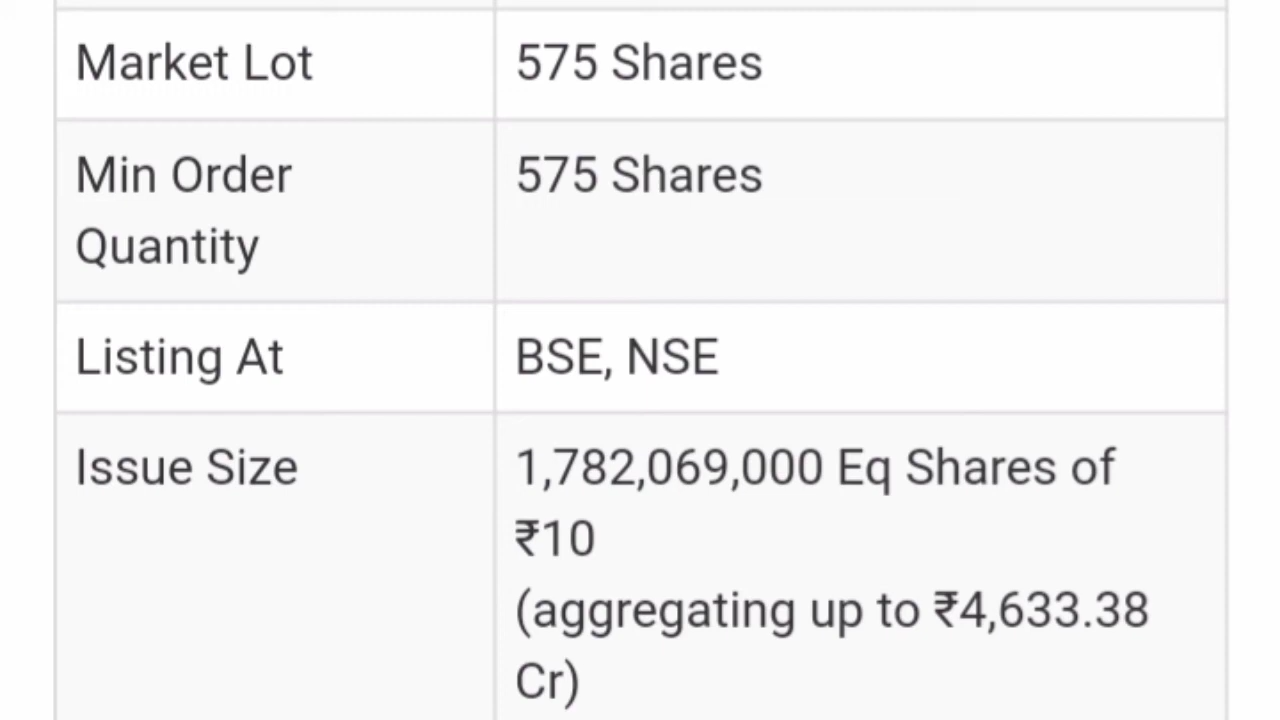 Market Lot
575 Shares
Min Order
Quantity
575 Shares
Listing At
BSE, NSE
Issue Size
1,782,069,000 Eq Shares of
₹10
(aggregating up to ₹4,633.38
Cr)